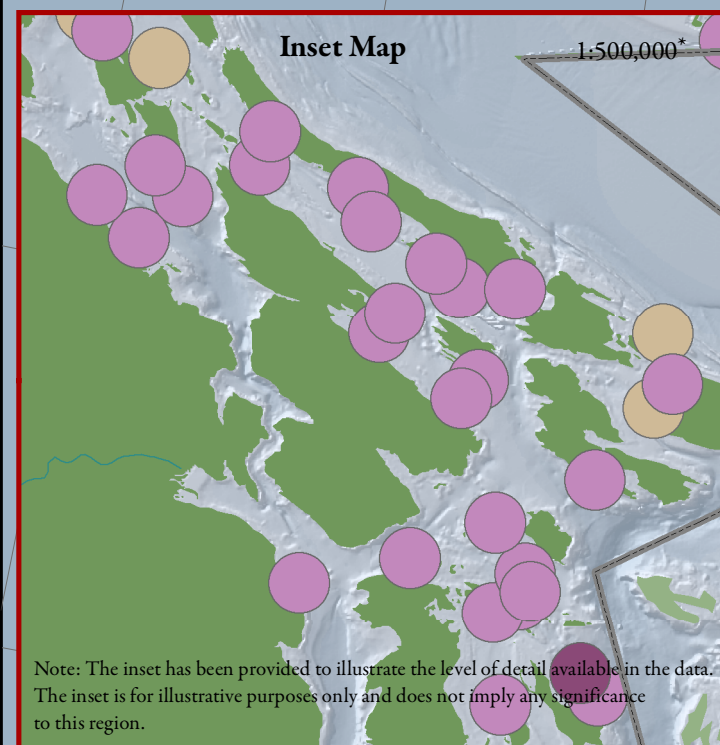 Inset Map
1:500,000*
Note: The inset has been provided to illustrate the level of detail available in the data.
The inset is for illustrative purposes only and does not imply any significance
to this region.